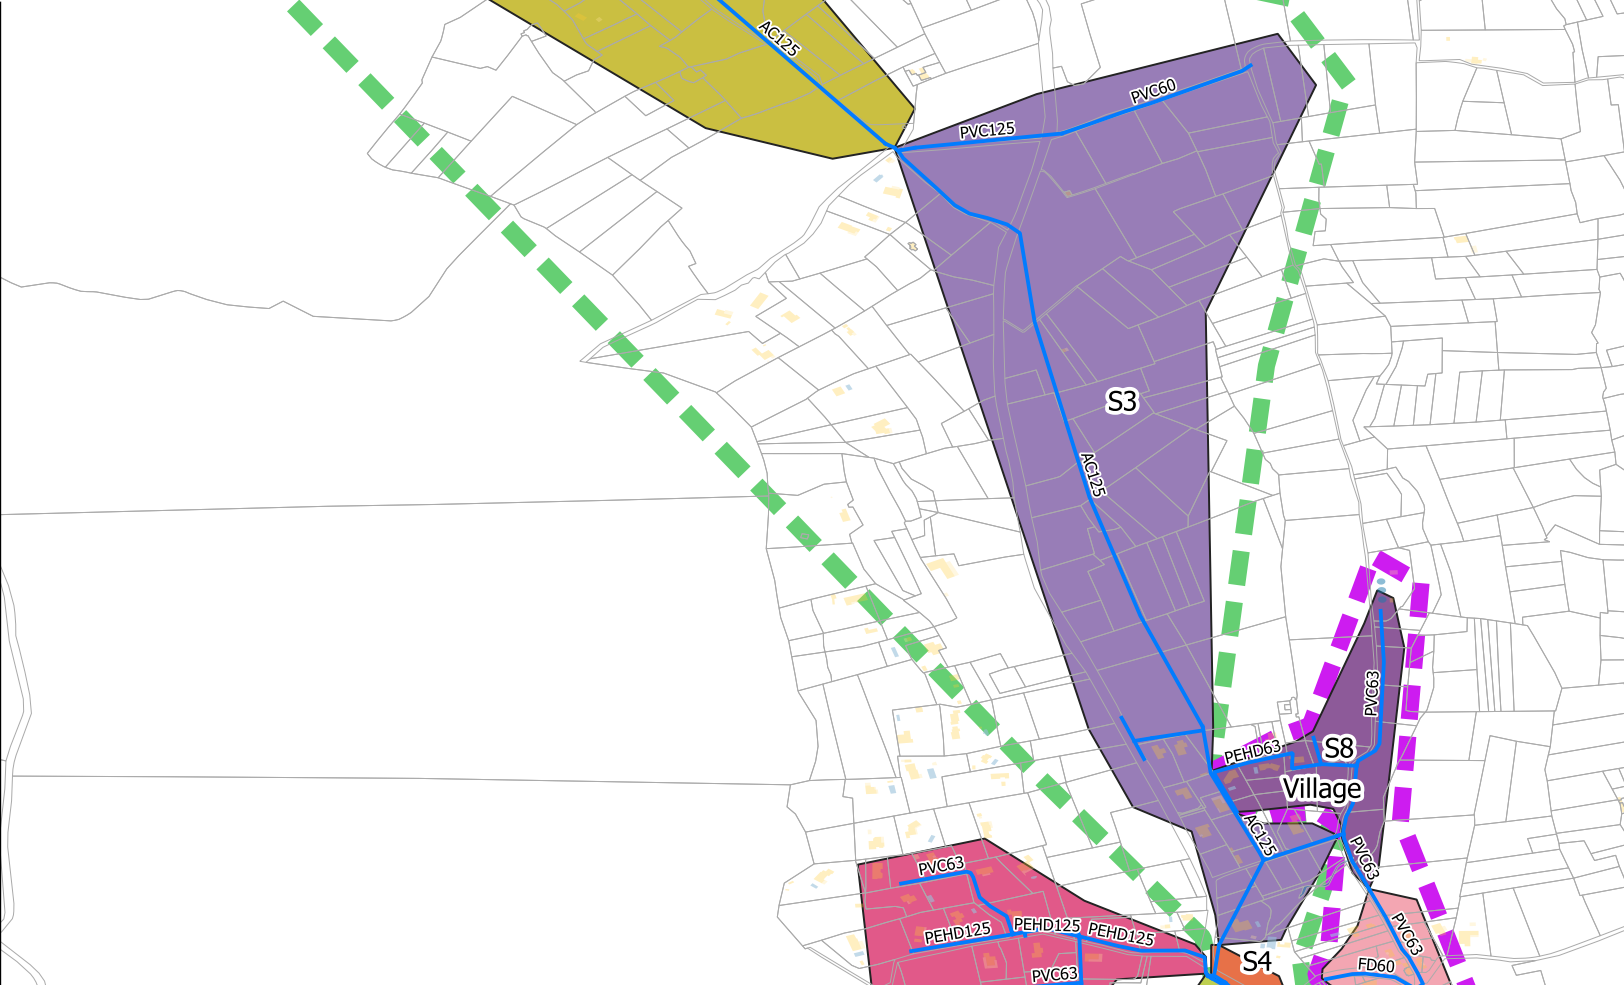 AC125
PVC60
PVC125
S3
AC125
PVC63
S8
PEHD63
Village
AC125
PVC63
PVC63
PEHD125
PEHD125
PEHD125
PVC63
S4
FD60
PVC63